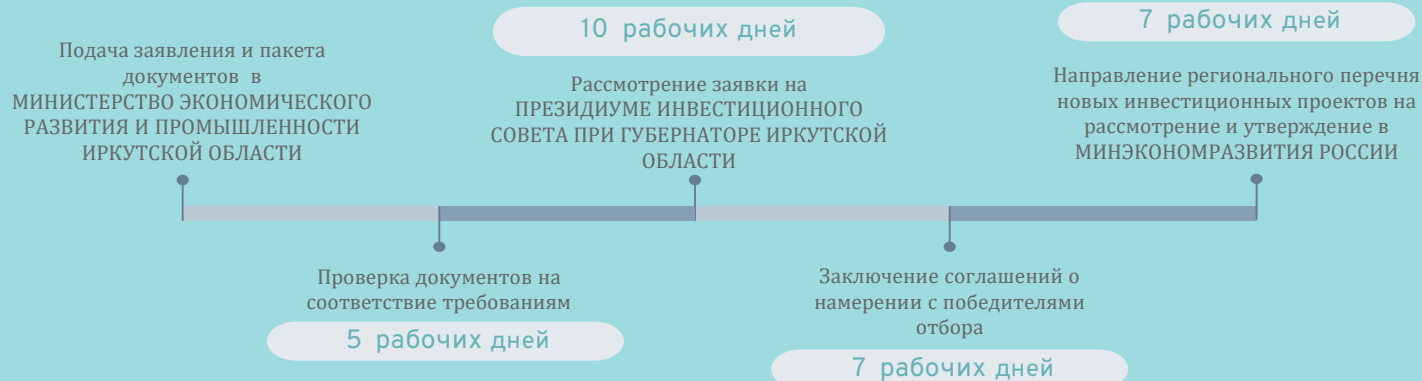 Подача заявления и пакета
документов в
МИНИСТЕРСТВО ЭКОНОМИЧЕСКОГО
РАЗВИТИЯ И ПРОМЫШЛЕННОСТИ
ИРКУТСКОЙ ОБЛАСТИ
Проверка документов на
соответствие требованиям
5 рабочих дней
10 рабочих дней
Рассмотрение заявки на
ПРЕЗИДИУМЕ ИНВЕСТИЦИОННОГО
СОВЕТА ПРИ ГУБЕРНАТОРЕ ИРКУТСКОЙ
ОБЛАСТИ
Заключение соглашений о
намерении с победителями
отбора
7 рабочих дней
7 рабочих дней
Направление регионального перечня
новых инвестиционных проектов на
рассмотрение и утверждение в
МИНЭКОНОМРАЗВИТИЯ РОССИИ